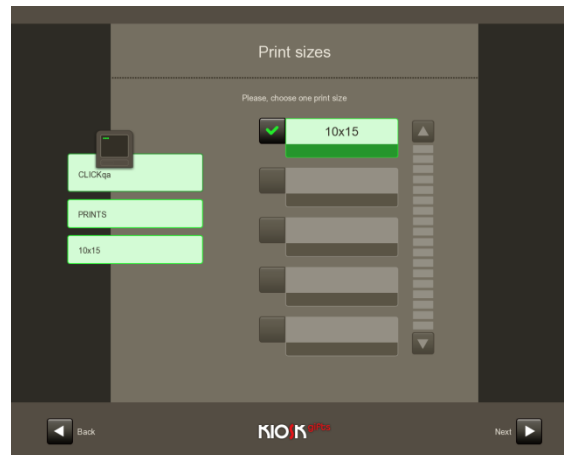 Print sizes
Please, choose one print size
10x15
CLICKqa
PRINTS
10x15
Back
KIOSK
Next